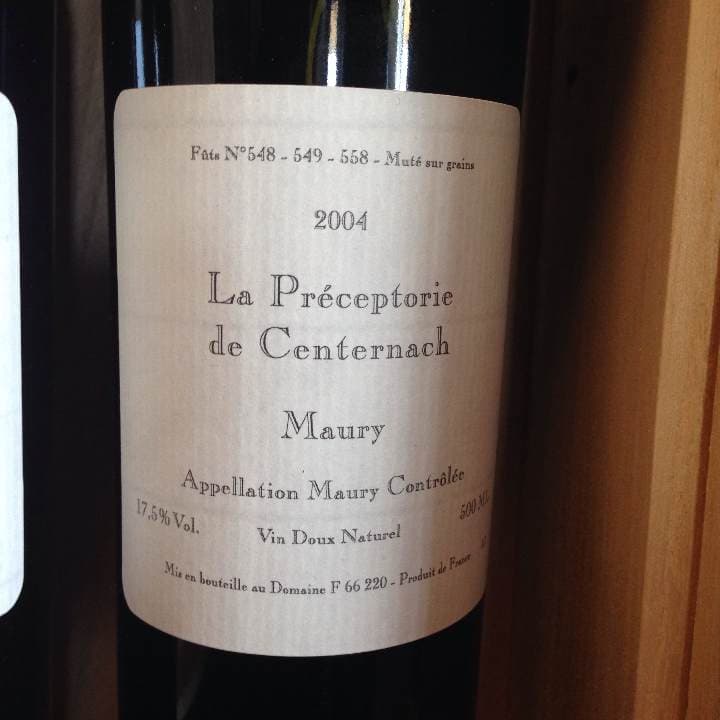 Fûts N°548 - 549 - 558 - Muté sur grains
2004
La Préceptorie
de Centernach
Maury
Appellation Maury Contrôlée
17,5% Vol.
500 ML
Vin Doux Naturel
Mis en bouteille au Domaine F 66 220 - Produit de France